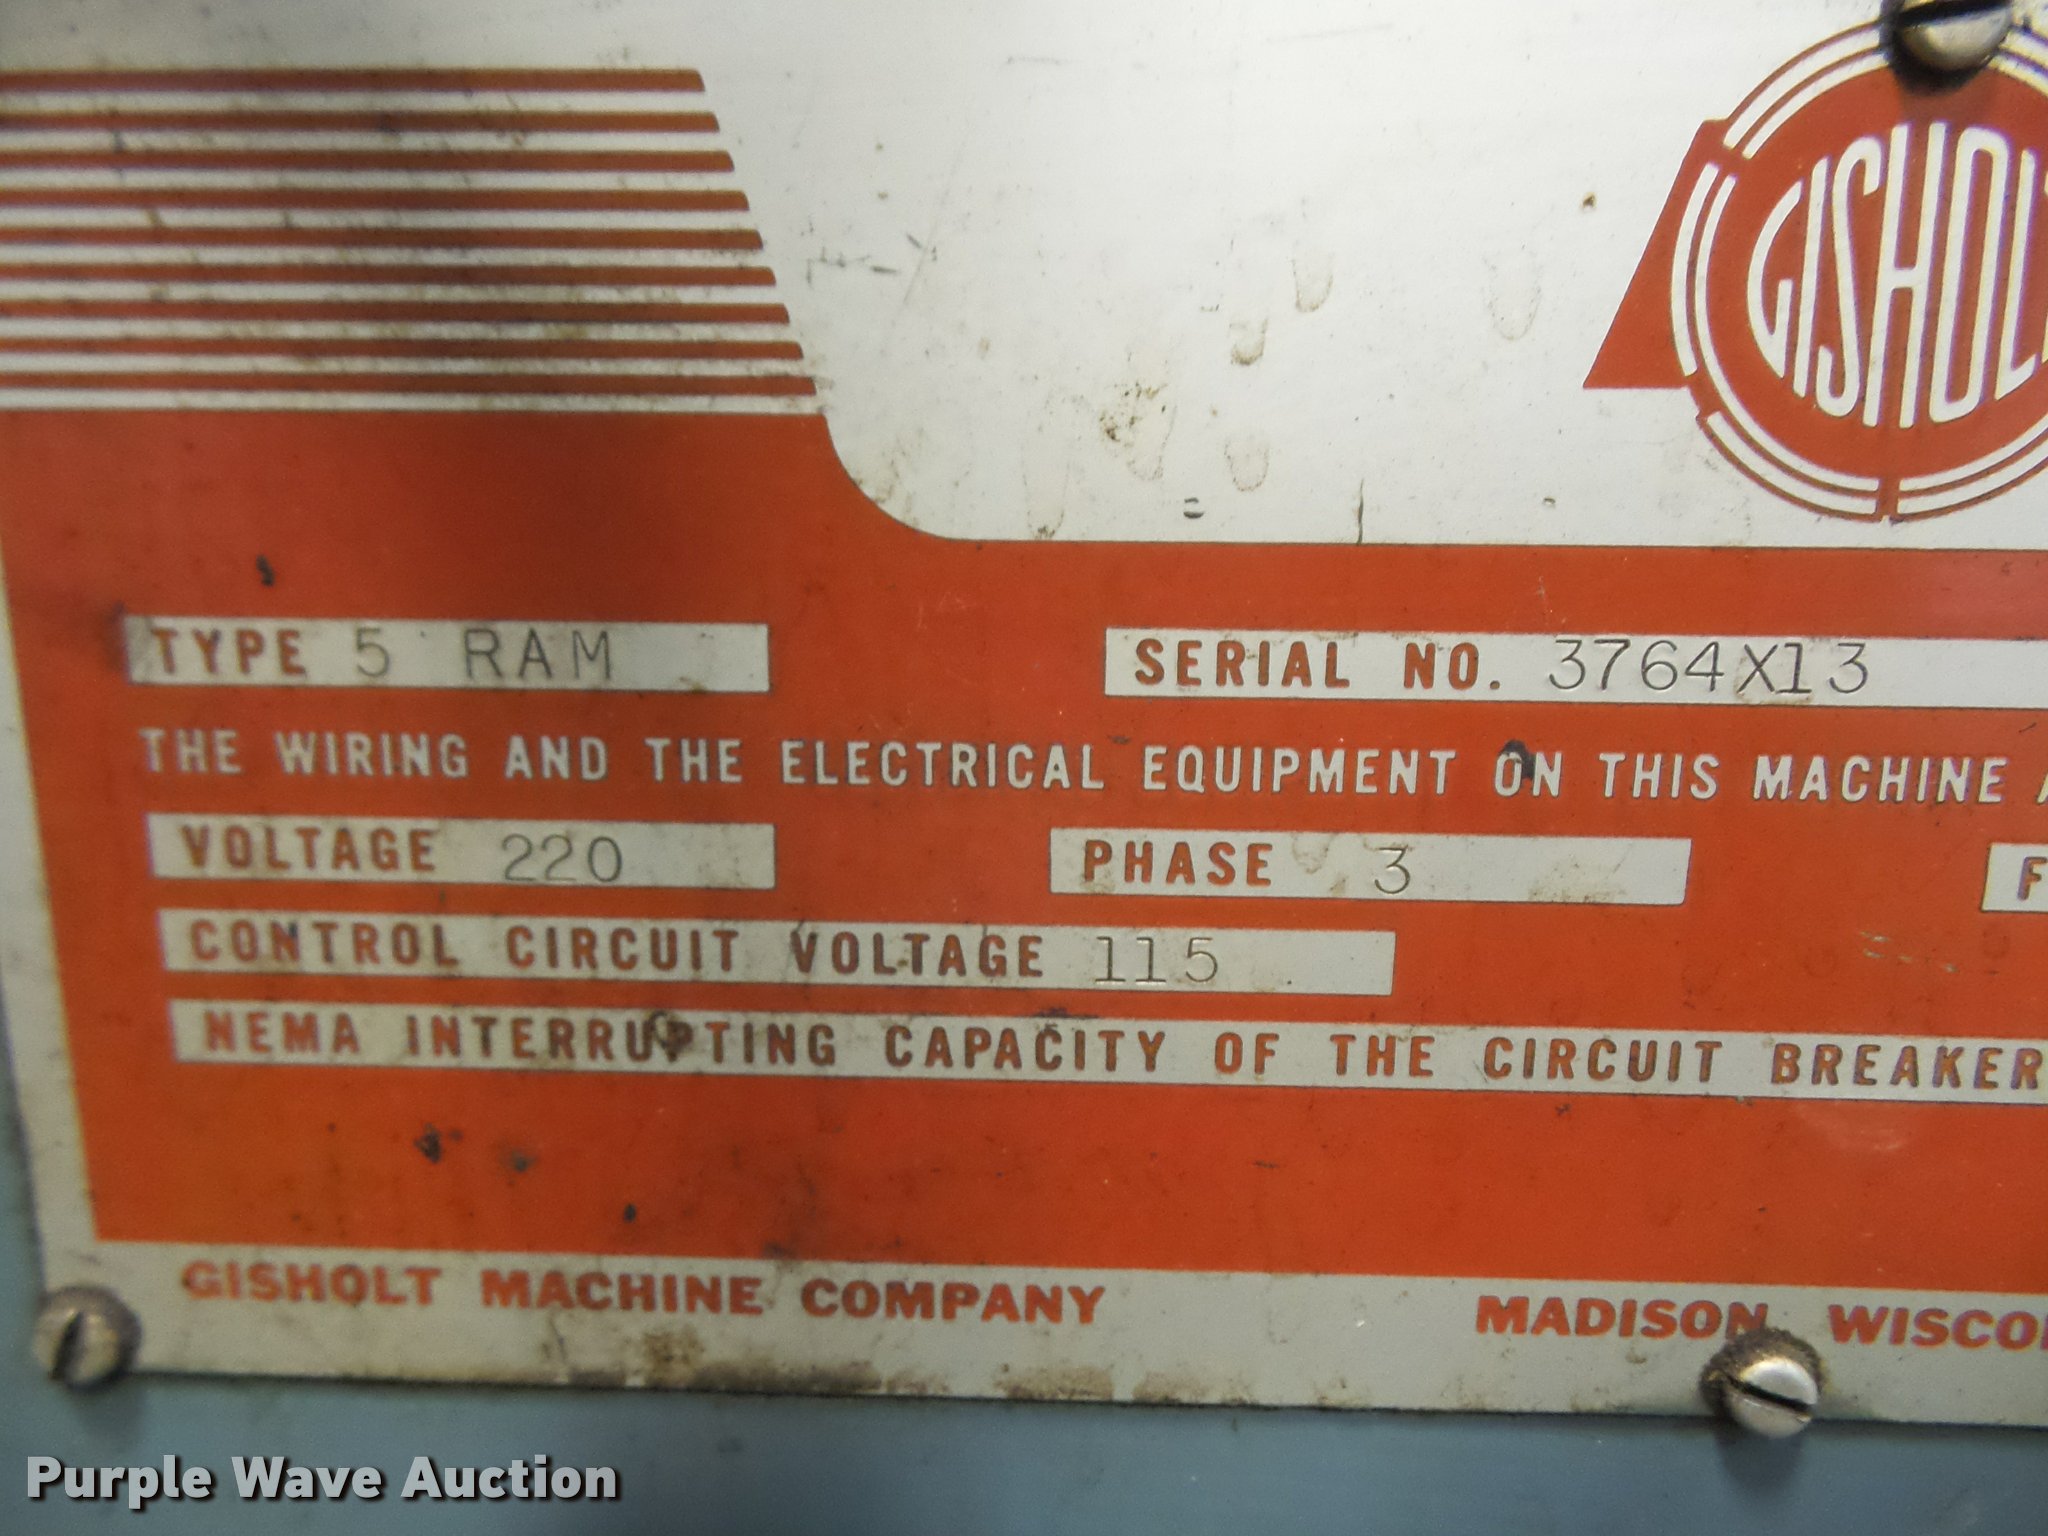 GISHOLT
TYPE 5 RAM
SERIAL NO. 3764X13
THE WIRING AND THE ELECTRICAL EQUIPMENT ON THIS MACHINE
VOLTAGE 220
PHASE 3
F
CONTROL CIRCUIT VOLTAGE 115
NEMA INTERRUPTING CAPACITY OF THE CIRCUIT BREAKER
GISHOLT MACHINE COMPANY
MADISON, WISCO
Purple Wave Auction